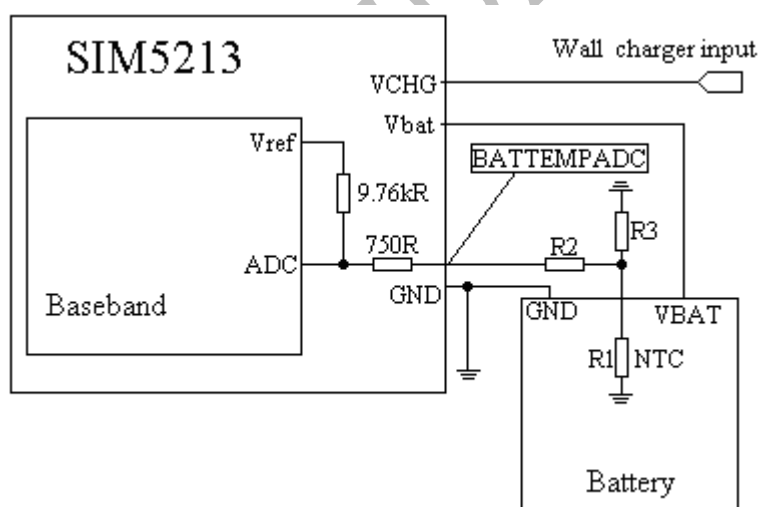 SIM5213
Wall charger input
VCHG
Vbat
Vref
BATTEMPADC
9.76kR
R3
750R
R2
ADC
GND
Baseband
GND
VBAT
R1
NTC
Battery